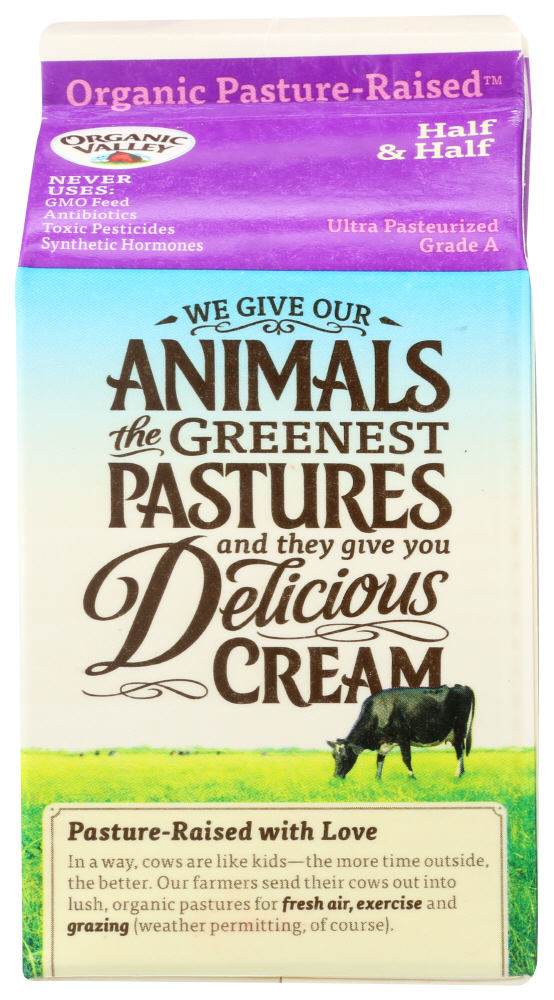 Organic Pasture-Raised™
ORGANIC
VALLEY
Half
& Half
NEVER
USES:
GMO Feed
Antibiotics
Toxic Pesticides
Synthetic Hormones
Ultra Pasteurized
Grade A
WE GIVE OUR
ANIMALS
the GREENEST
PASTURES
and they give you
Delicious
CREAM
Pasture-Raised with Love
In a way, cows are like kids—the more time outside,
the better. Our farmers send their cows out into
lush, organic pastures for fresh air, exercise and
grazing (weather permitting, of course).